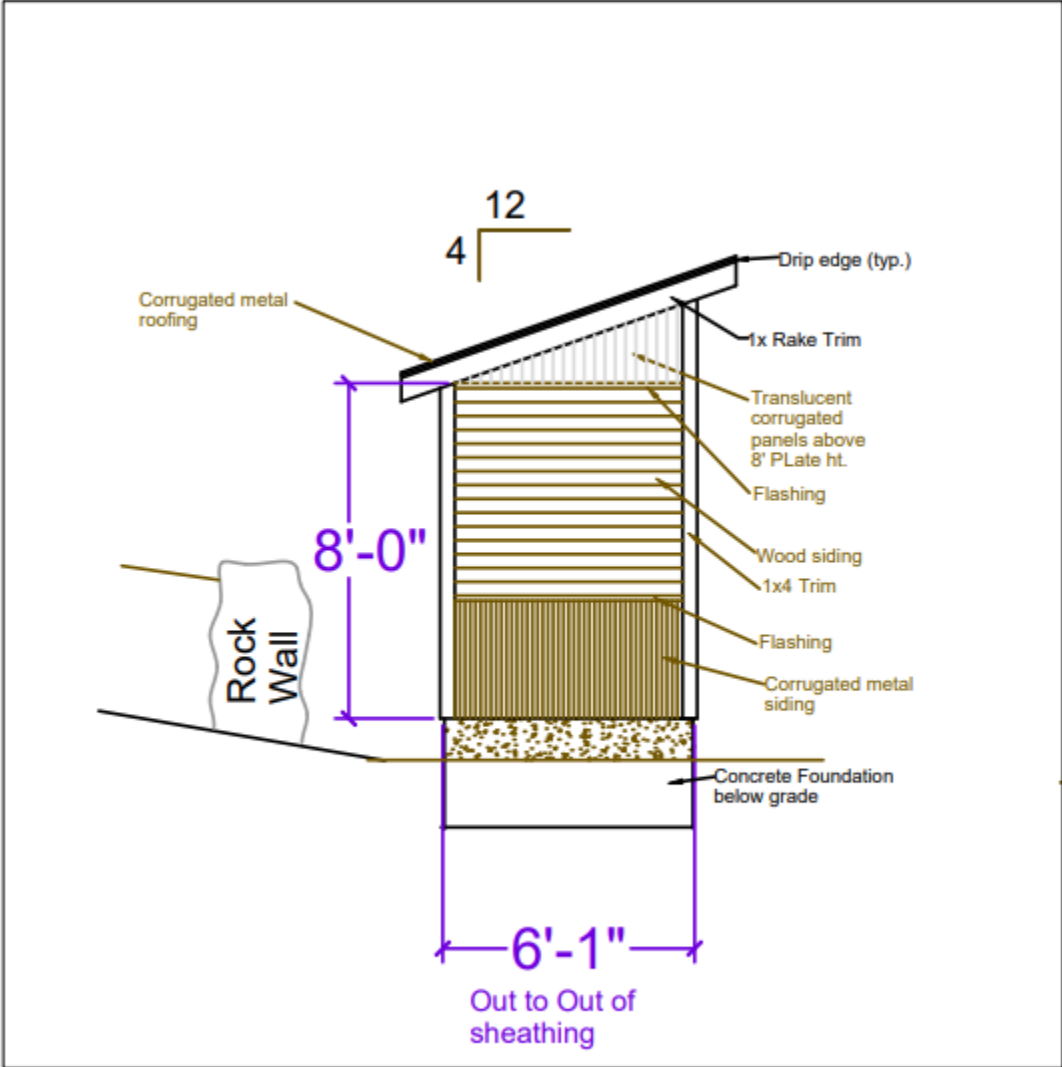 12
4
Drip edge (typ.)
Corrugated metal
roofing
1x Rake Trim
Translucent
corrugated
panels above
8' PLate ht.
Flashing
8'-0"
Wood siding
1x4 Trim
Rock
Wall
Flashing
Corrugated metal
siding
Concrete Foundation
below grade
6'-1"
Out to Out of
sheathing